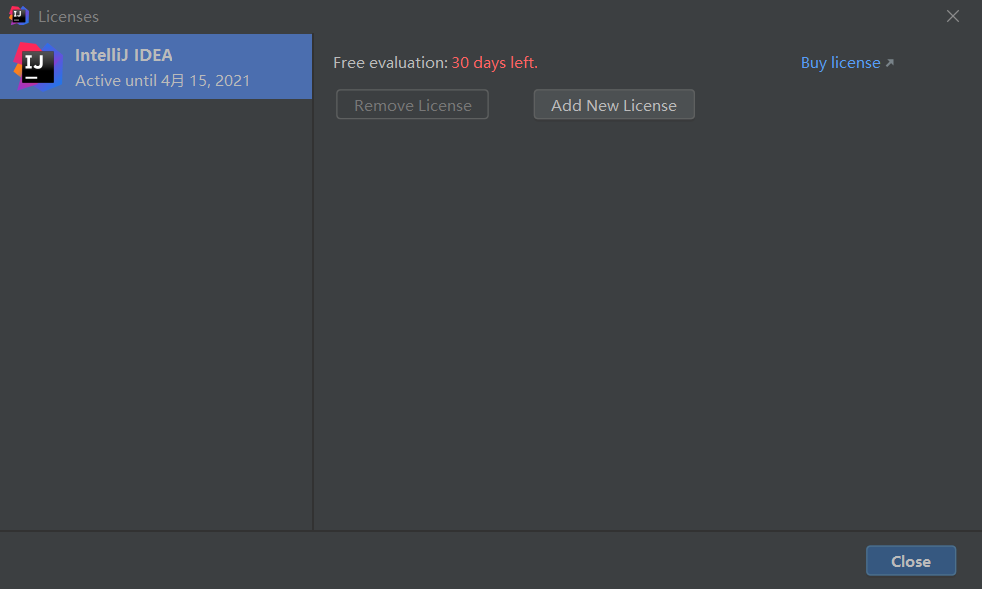 Licenses
IJ
IntelliJ IDEA
Active until 4月 15, 2021
Free evaluation: 30 days left.
Buy license
Remove License
Add New License
Close